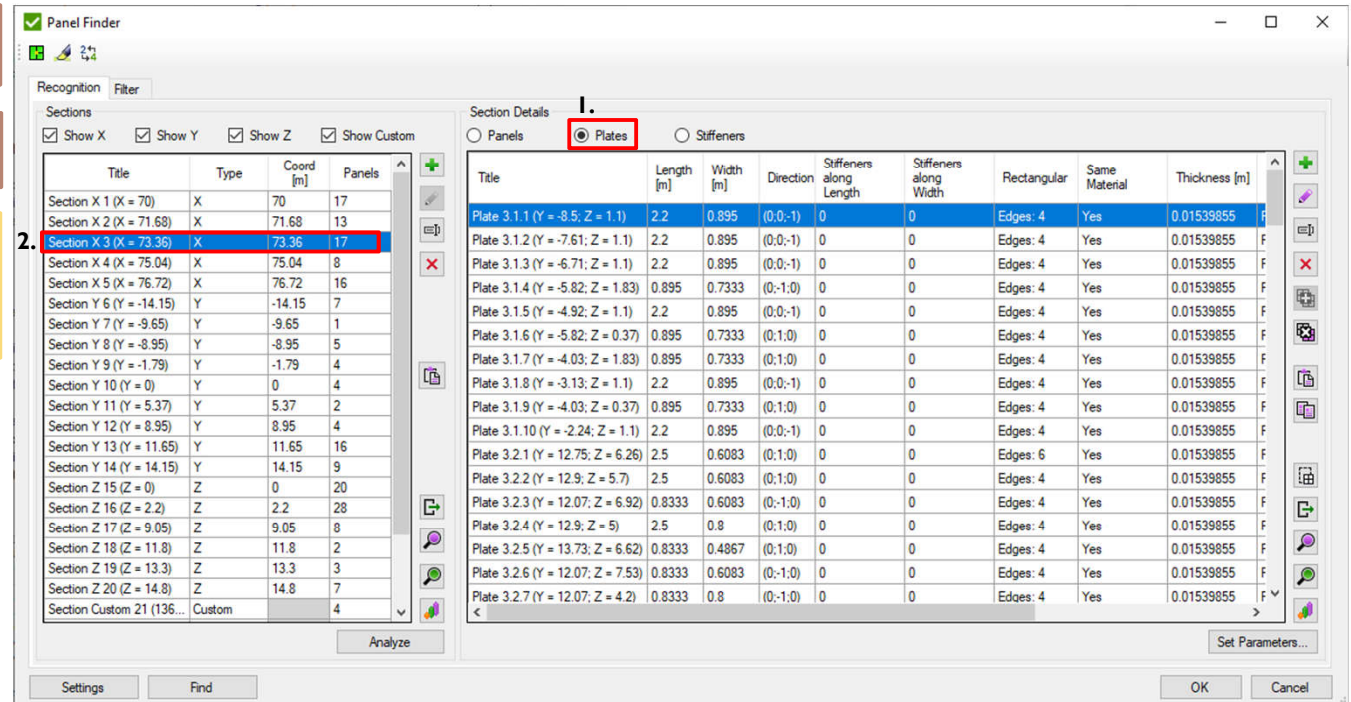 Panel Finder
Recognition Filter
Sections
Show X Show Y Show Z Show Custom
Title Type Coord [m] Panels
Section X 1 (X = 70) X 70 17
Section X 2 (X = 71.68) X 71.68 13
2. Section X 3 (X = 73.36) X 73.36 17
Section X 4 (X = 75.04) X 75.04 8
Section X 5 (X = 76.72) X 76.72 16
Section Y 6 (Y = -14.15) Y -14.15 7
Section Y 7 (Y = -9.65) Y -9.65 1
Section Y 8 (Y = -8.95) Y -8.95 5
Section Y 9 (Y = -1.79) Y -1.79 4
Section Y 10 (Y = 0) Y 0 4
Section Y 11 (Y = 5.37) Y 5.37 2
Section Y 12 (Y = 8.95) Y 8.95 4
Section Y 13 (Y = 11.65) Y 11.65 16
Section Y 14 (Y = 14.15) Y 14.15 9
Section Z 15 (Z = 0) Z 0 20
Section Z 16 (Z = 2.2) Z 2.2 28
Section Z 17 (Z = 9.05) Z 9.05 8
Section Z 18 (Z = 11.8) Z 11.8 2
Section Z 19 (Z = 13.3) Z 13.3 3
Section Z 20 (Z = 14.8) Z 14.8 7
Section Custom 21 (136... Custom 4
Analyze
Section Details
1.
Panels Plates Stiffeners
Title Length [m] Width [m] Direction Stiffeners along Length Stiffeners along Width Rectangular Same Material Thickness [m]
Plate 3.1.1 (Y = -8.5; Z = 1.1) 2.2 0.895 (0;0;-1) 0 0 Edges: 4 Yes 0.01539855 F
Plate 3.1.2 (Y = -7.61; Z = 1.1) 2.2 0.895 (0;0;-1) 0 0 Edges: 4 Yes 0.01539855 F
Plate 3.1.3 (Y = -6.71; Z = 1.1) 2.2 0.895 (0;0;-1) 0 0 Edges: 4 Yes 0.01539855 F
Plate 3.1.4 (Y = -5.82; Z = 1.83) 0.895 0.7333 (0;-1;0) 0 0 Edges: 4 Yes 0.01539855 F
Plate 3.1.5 (Y = -4.92; Z = 1.1) 2.2 0.895 (0;0;-1) 0 0 Edges: 4 Yes 0.01539855 F
Plate 3.1.6 (Y = -5.82; Z = 0.37) 0.895 0.7333 (0;1;0) 0 0 Edges: 4 Yes 0.01539855 F
Plate 3.1.7 (Y = -4.03; Z = 1.83) 0.895 0.7333 (0;1;0) 0 0 Edges: 4 Yes 0.01539855 F
Plate 3.1.8 (Y = -3.13; Z = 1.1) 2.2 0.895 (0;0;-1) 0 0 Edges: 4 Yes 0.01539855 F
Plate 3.1.9 (Y = -4.03; Z = 0.37) 0.895 0.7333 (0;1;0) 0 0 Edges: 4 Yes 0.01539855 F
Plate 3.1.10 (Y = -2.24; Z = 1.1) 2.2 0.895 (0;0;-1) 0 0 Edges: 4 Yes 0.01539855 F
Plate 3.2.1 (Y = 12.75; Z = 6.26) 2.5 0.6083 (0;1;0) 0 0 Edges: 6 Yes 0.01539855 F
Plate 3.2.2 (Y = 12.9; Z = 5.7) 2.5 0.6083 (0;1;0) 0 0 Edges: 4 Yes 0.01539855 F
Plate 3.2.3 (Y = 12.07; Z = 6.92) 0.8333 0.6083 (0;-1;0) 0 0 Edges: 4 Yes 0.01539855 F
Plate 3.2.4 (Y = 12.9; Z = 5) 2.5 0.8 (0;1;0) 0 0 Edges: 4 Yes 0.01539855 F
Plate 3.2.5 (Y = 13.73; Z = 6.62) 0.8333 0.4867 (0;1;0) 0 0 Edges: 4 Yes 0.01539855 F
Plate 3.2.6 (Y = 12.07; Z = 7.53) 0.8333 0.6083 (0;-1;0) 0 0 Edges: 4 Yes 0.01539855 F
Plate 3.2.7 (Y = 12.07; Z = 4.2) 0.8333 0.8 (0;-1;0) 0 0 Edges: 4 Yes 0.01539855 F
Set Parameters...
Settings Find OK Cancel